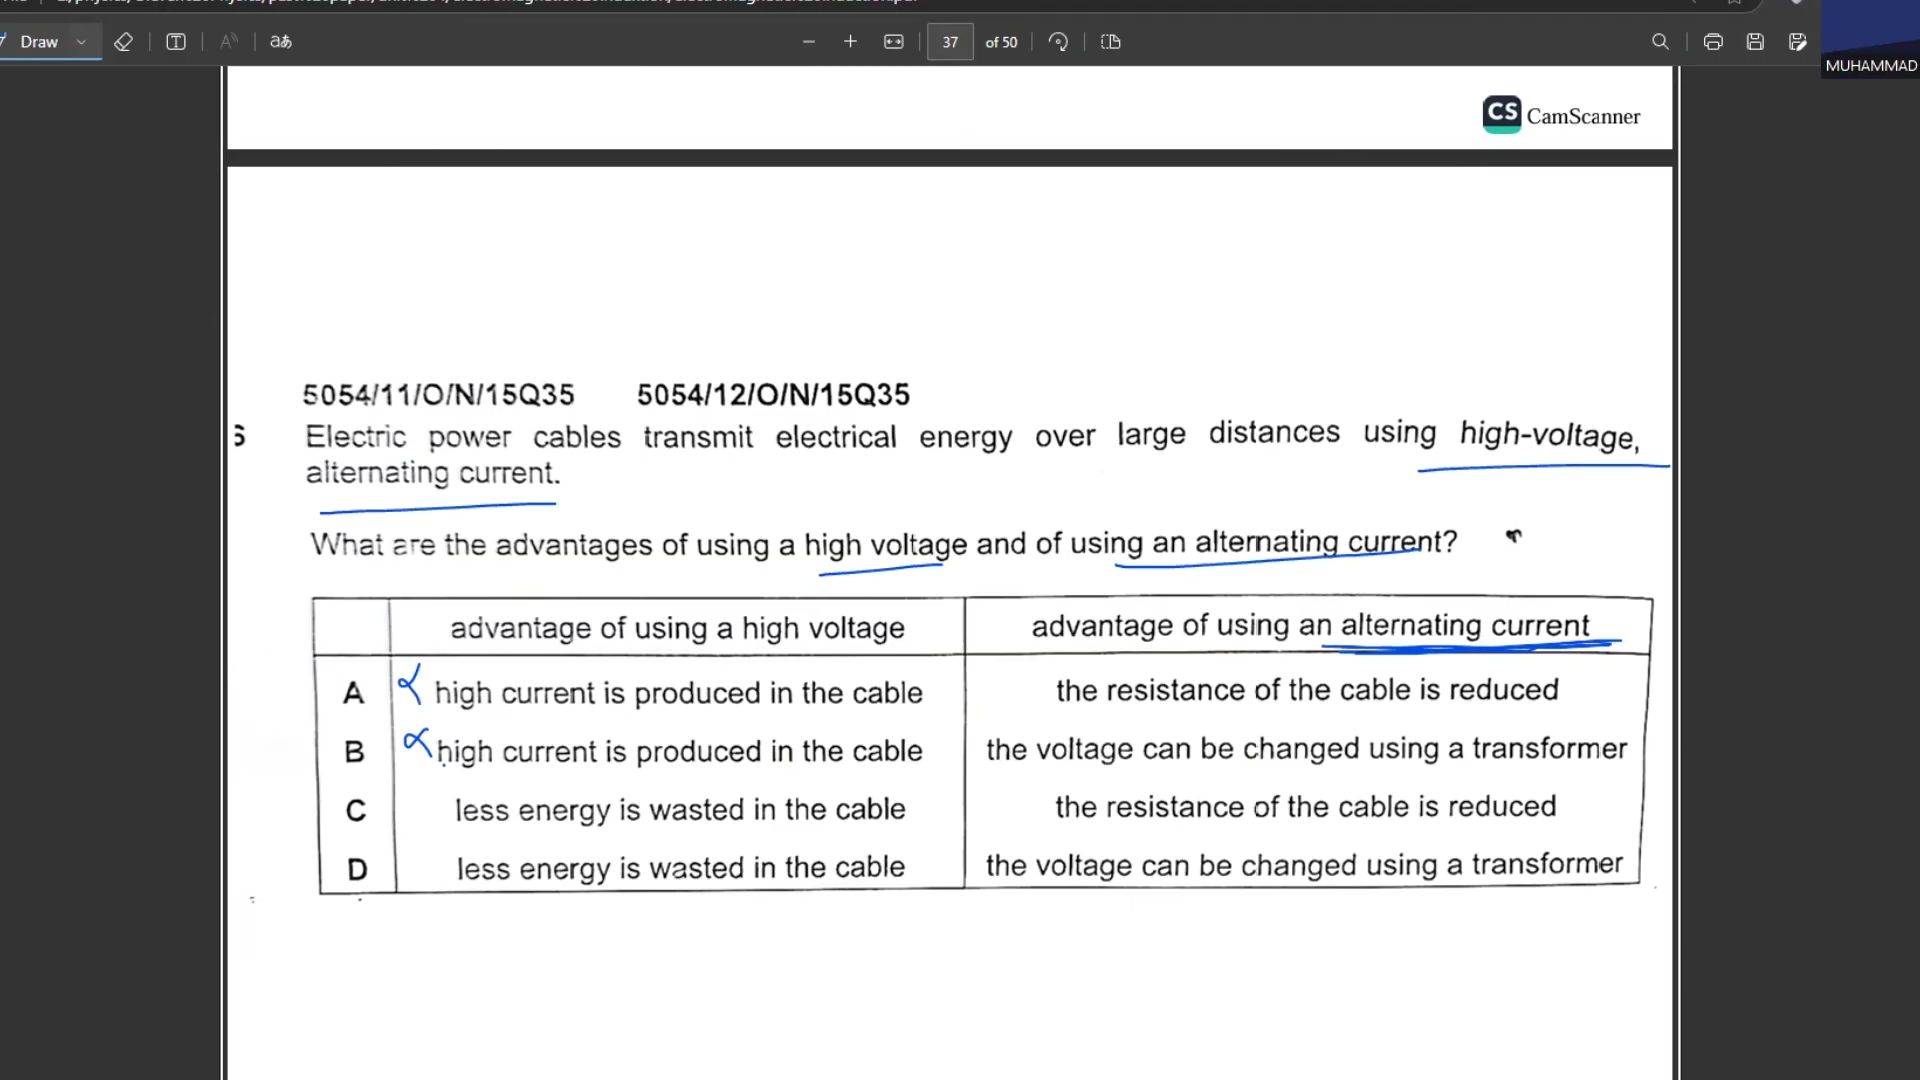 Draw
37 of 50
MUHAMMAD
CS CamScanner
5054/11/O/N/15Q35 5054/12/O/N/15Q35
Electric power cables transmit electrical energy over large distances using high-voltage,
alternating current.
What are the advantages of using a high voltage and of using an alternating current?
advantage of using a high voltage advantage of using an alternating current
A high current is produced in the cable the resistance of the cable is reduced
B high current is produced in the cable the voltage can be changed using a transformer
C less energy is wasted in the cable the resistance of the cable is reduced
D less energy is wasted in the cable the voltage can be changed using a transformer